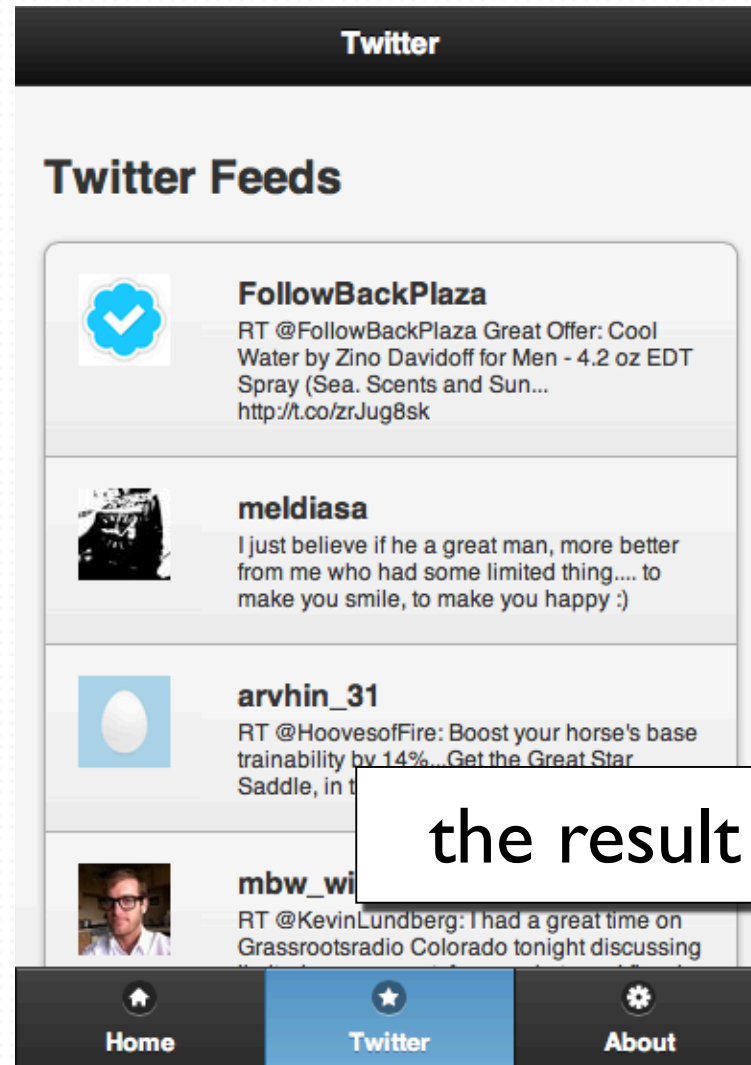 Twitter
Twitter Feeds
FollowBackPlaza
RT @FollowBackPlaza Great Offer: Cool
Water by Zino Davidoff for Men - 4.2 oz EDT
Spray (Sea. Scents and Sun...
http://t.co/zrJug8sk
meldiasa
I just believe if he a great man, more better
from me who had some limited thing.... to
make you smile, to make you happy :)
arvhin_31
RT @HoovesofFire: Boost your horse's base
trainability by 14%...Get the Great Star
Saddle, in
the result
RT @KevinLundberg: I had a great time on
Grassrootsradio Colorado tonight discussing
Home
Twitter
About